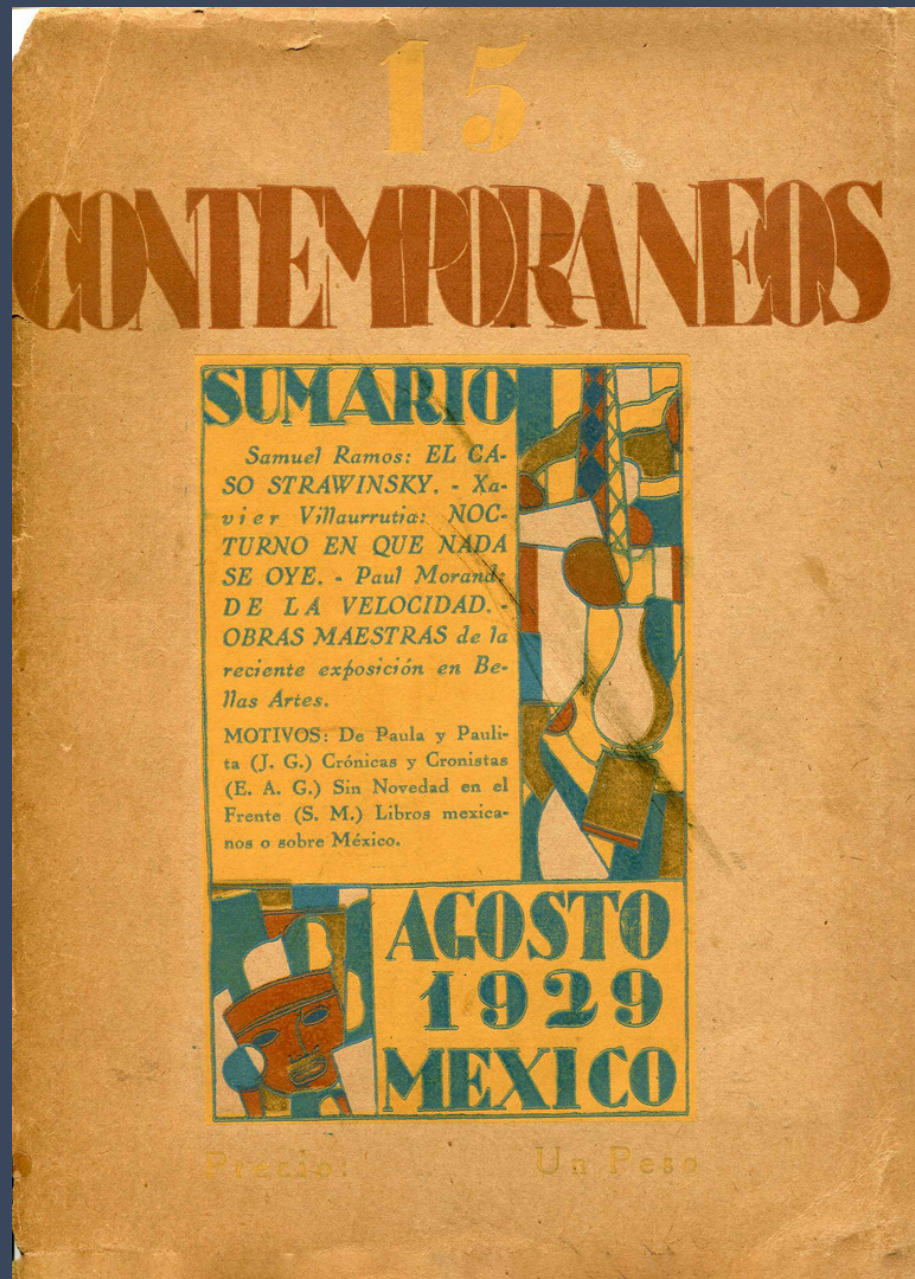 15
CONTEMPORANEOS
SUMARIO
Samuel Ramos: EL CA-
SO STRAWINSKY. - Xa-
vier Villaurrutia: NOC-
TURNO EN QUE NADA
SE OYE. - Paul Morand:
DE LA VELOCIDAD. -
OBRAS MAESTRAS de la
reciente exposición en Be-
llas Artes.
MOTIVOS: De Paula y Pauli-
ta (J. G.) Crónicas y Cronistas
(E. A. G.) Sin Novedad en el
Frente (S. M.) Libros mexica-
nos o sobre México.
AGOSTO
1929
MEXICO
Precio: Un Peso